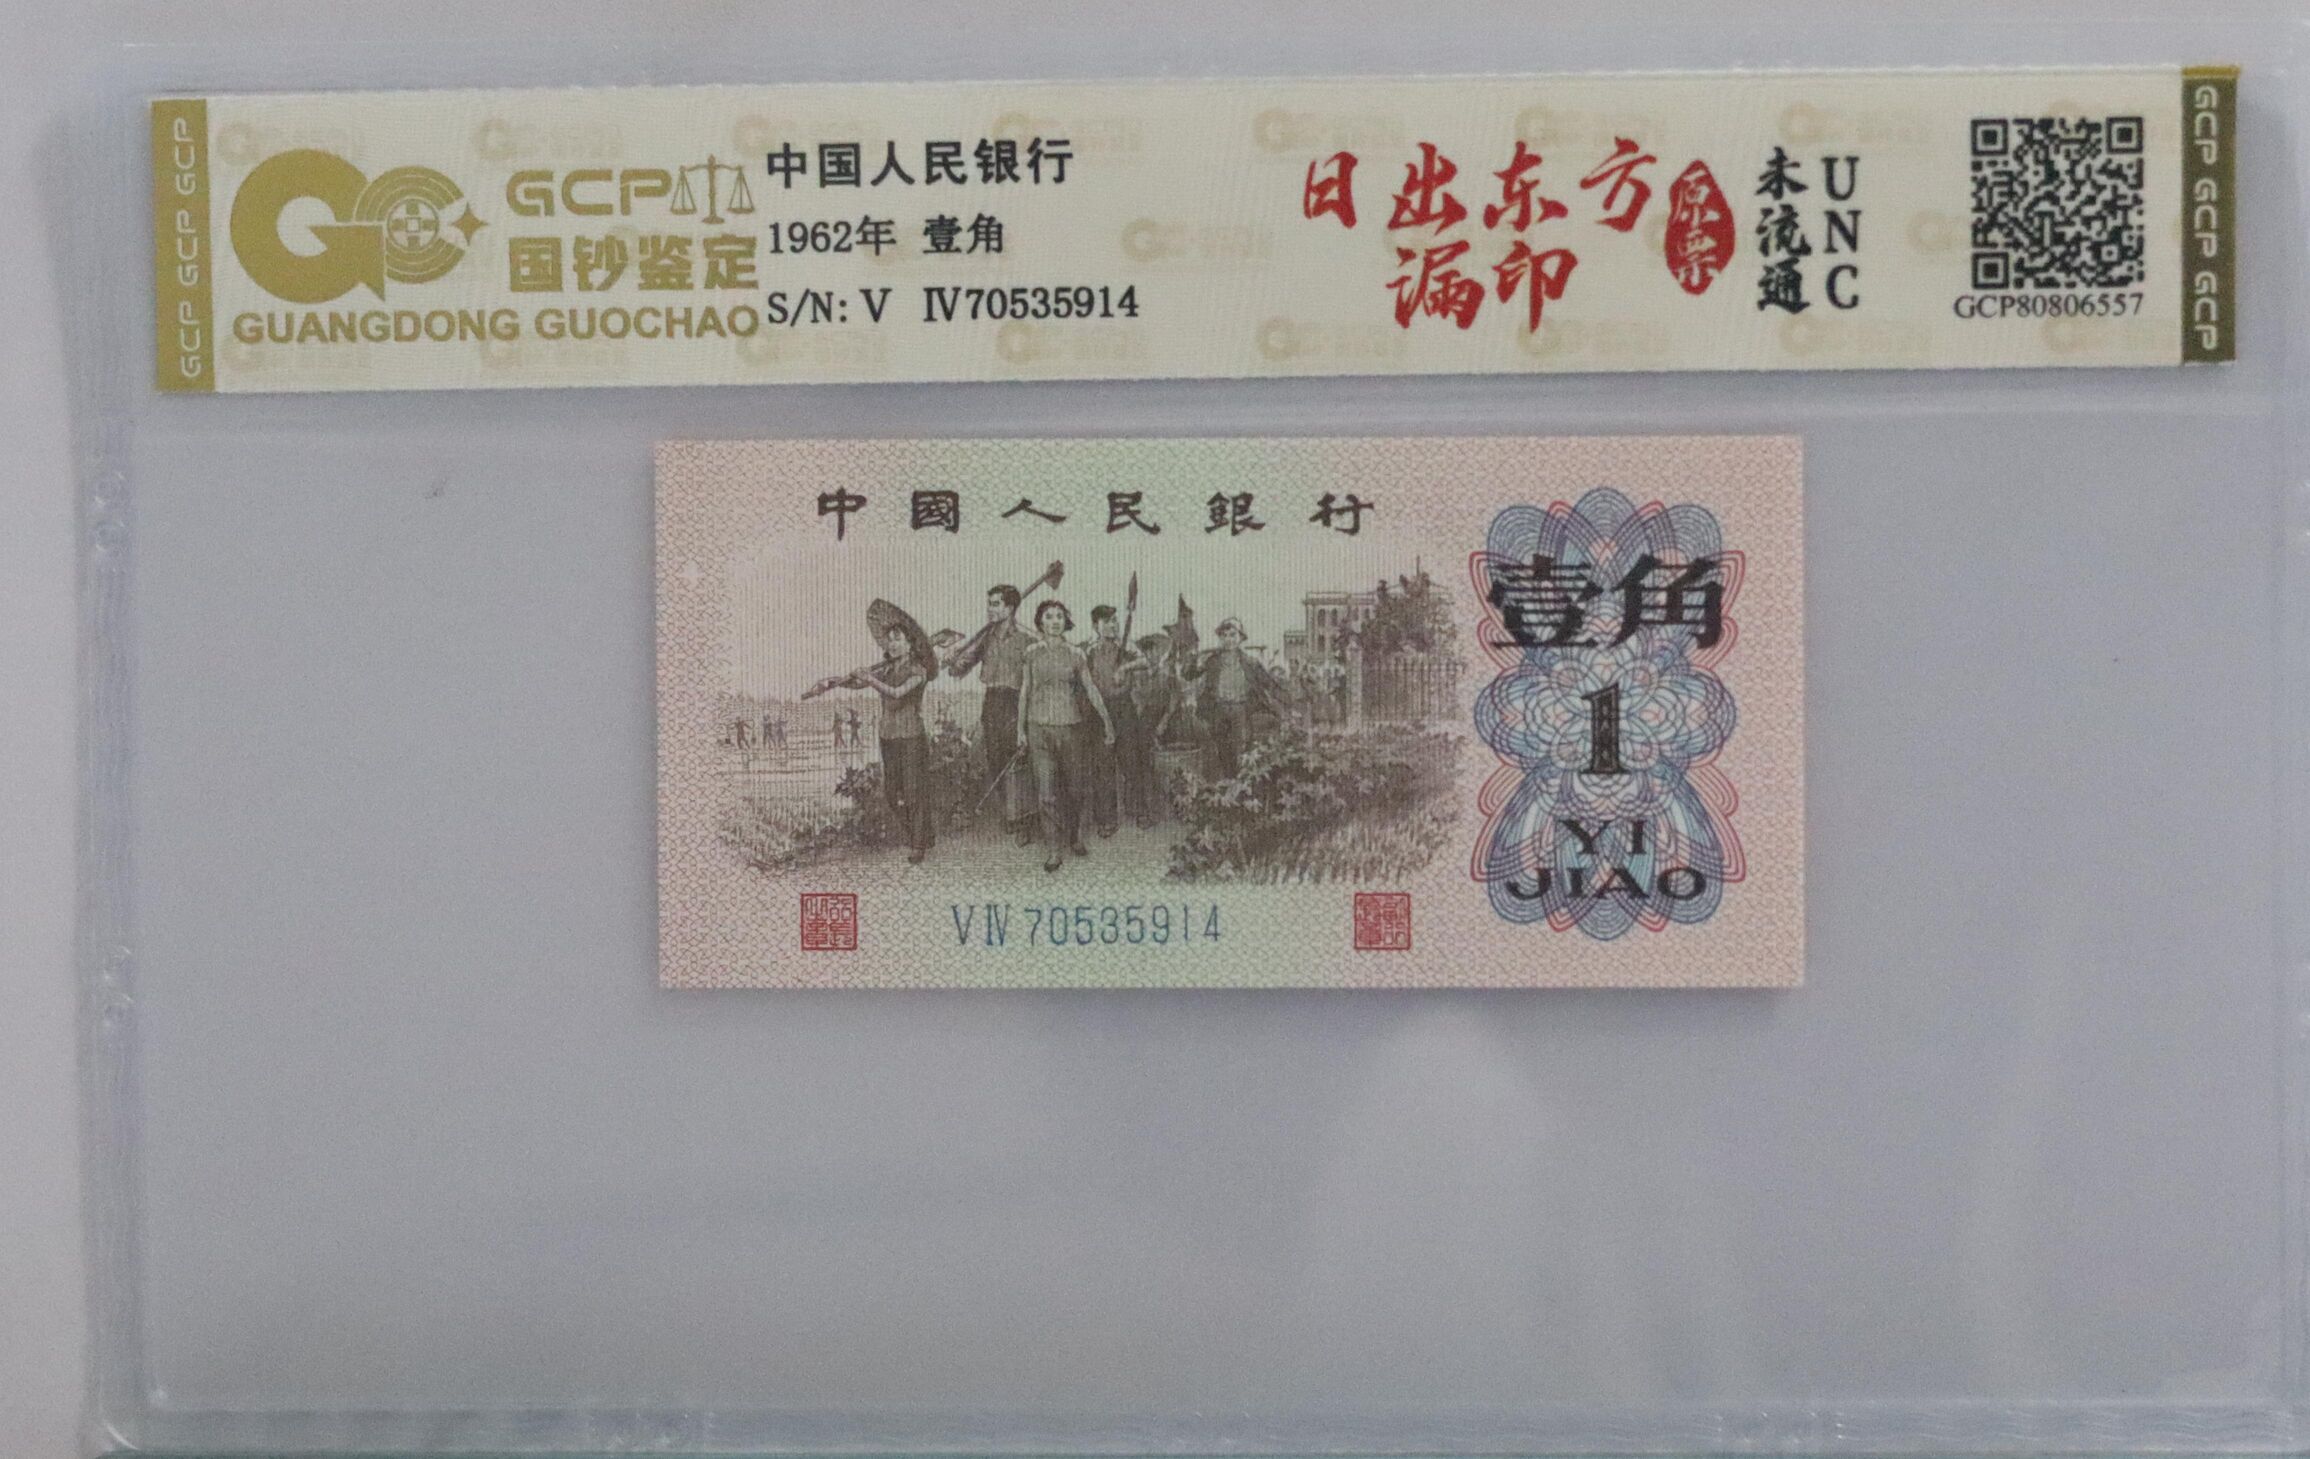 GCP GCP GCP
GCP
国钞鉴定
GUANGDONG GUOCHAO
中国人民银行
1962年 壹角
S/N: V Ⅳ70535914
日出东方
漏印
原票
未流通
UNC
GCP80806557
GCP GCP GCP
中國人民銀行
壹角
1
YI
JIAO
VⅣ70535914